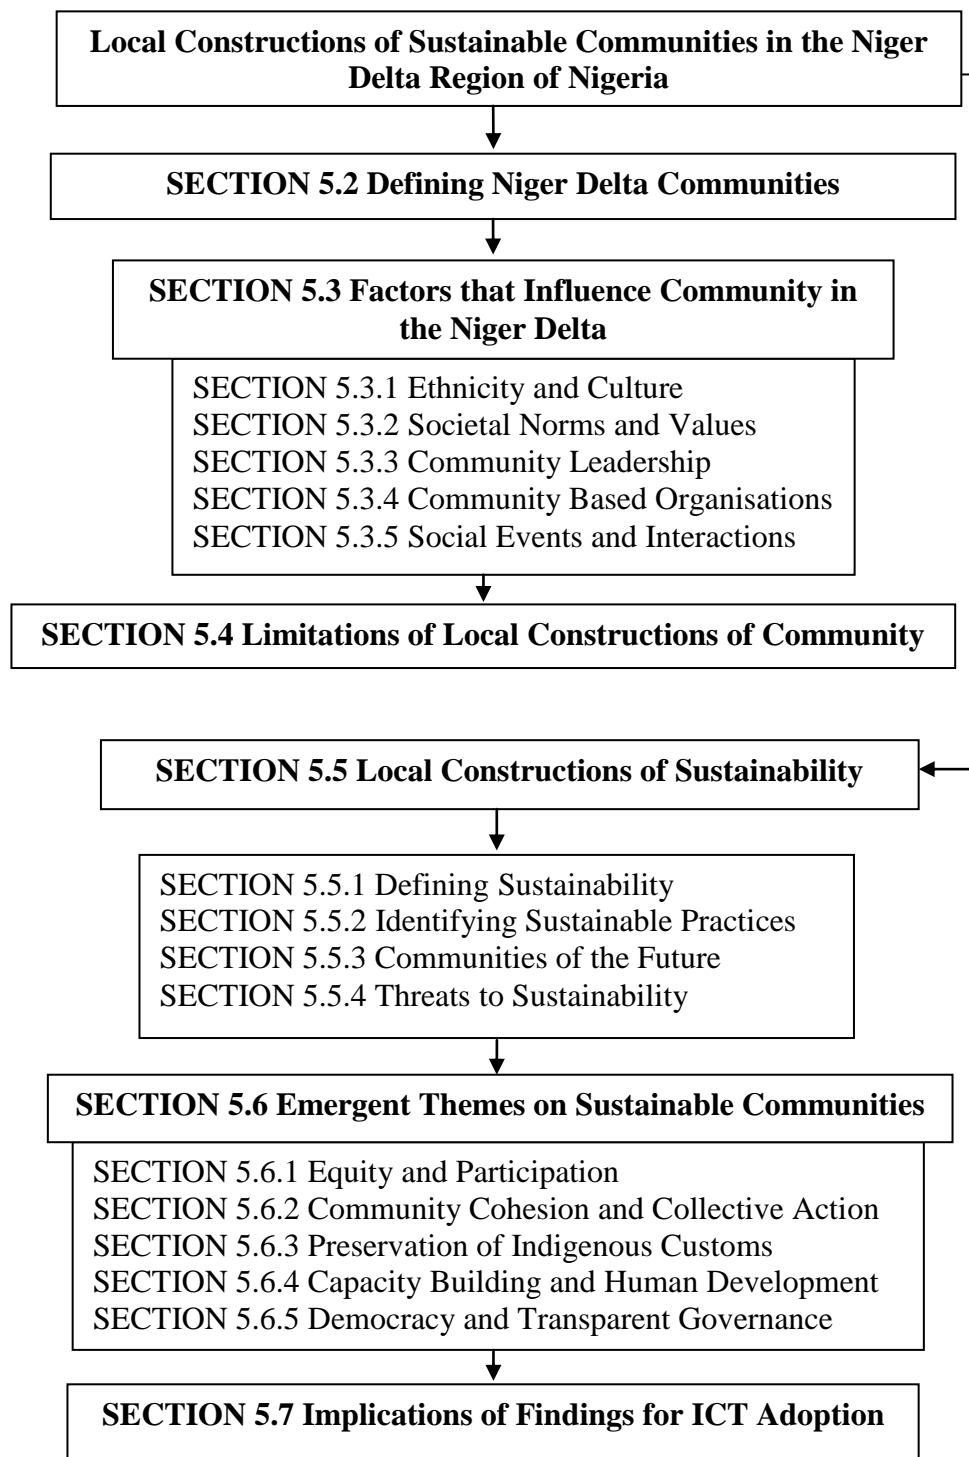 Local Constructions of Sustainable Communities in the Niger
Delta Region of Nigeria
SECTION 5.2 Defining Niger Delta Communities
SECTION 5.3 Factors that Influence Community in
the Niger Delta
SECTION 5.3.1 Ethnicity and Culture
SECTION 5.3.2 Societal Norms and Values
SECTION 5.3.3 Community Leadership
SECTION 5.3.4 Community Based Organisations
SECTION 5.3.5 Social Events and Interactions
SECTION 5.4 Limitations of Local Constructions of Community
SECTION 5.5 Local Constructions of Sustainability
SECTION 5.5.1 Defining Sustainability
SECTION 5.5.2 Identifying Sustainable Practices
SECTION 5.5.3 Communities of the Future
SECTION 5.5.4 Threats to Sustainability
SECTION 5.6 Emergent Themes on Sustainable Communities
SECTION 5.6.1 Equity and Participation
SECTION 5.6.2 Community Cohesion and Collective Action
SECTION 5.6.3 Preservation of Indigenous Customs
SECTION 5.6.4 Capacity Building and Human Development
SECTION 5.6.5 Democracy and Transparent Governance
SECTION 5.7 Implications of Findings for ICT Adoption